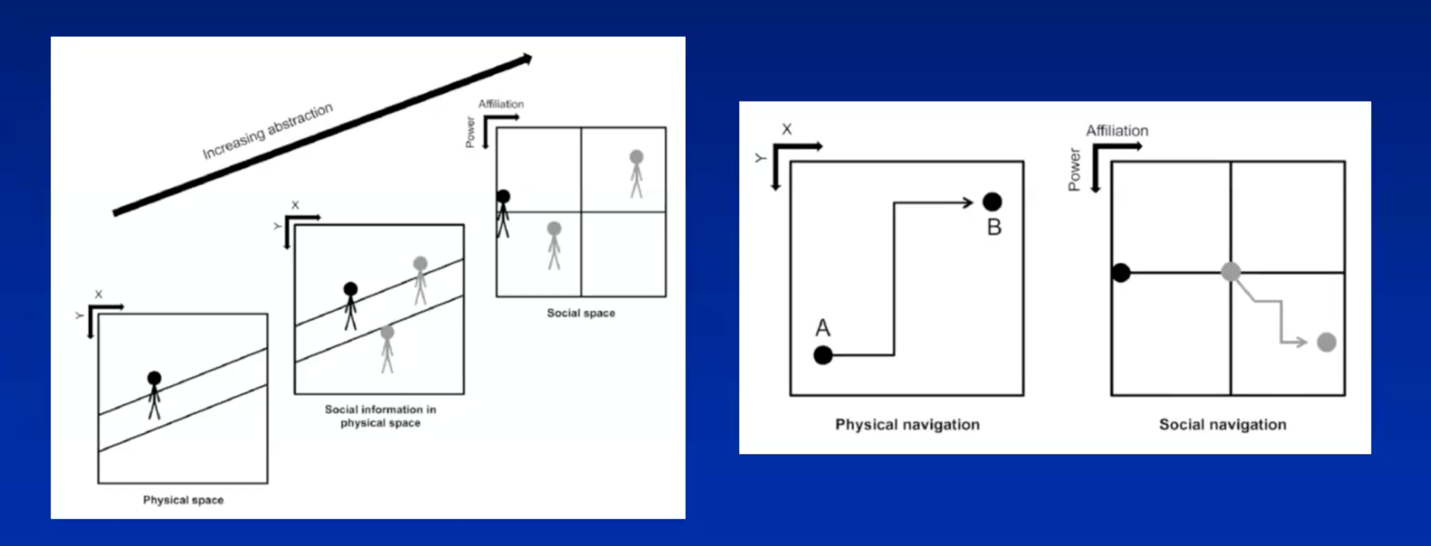 Increasing abstraction
Affiliation
Power
X
Y
Social space
X
Y
Social information in
physical space
X
Y
Physical space
X
Y
A
B
Physical navigation
Affiliation
Power
Social navigation